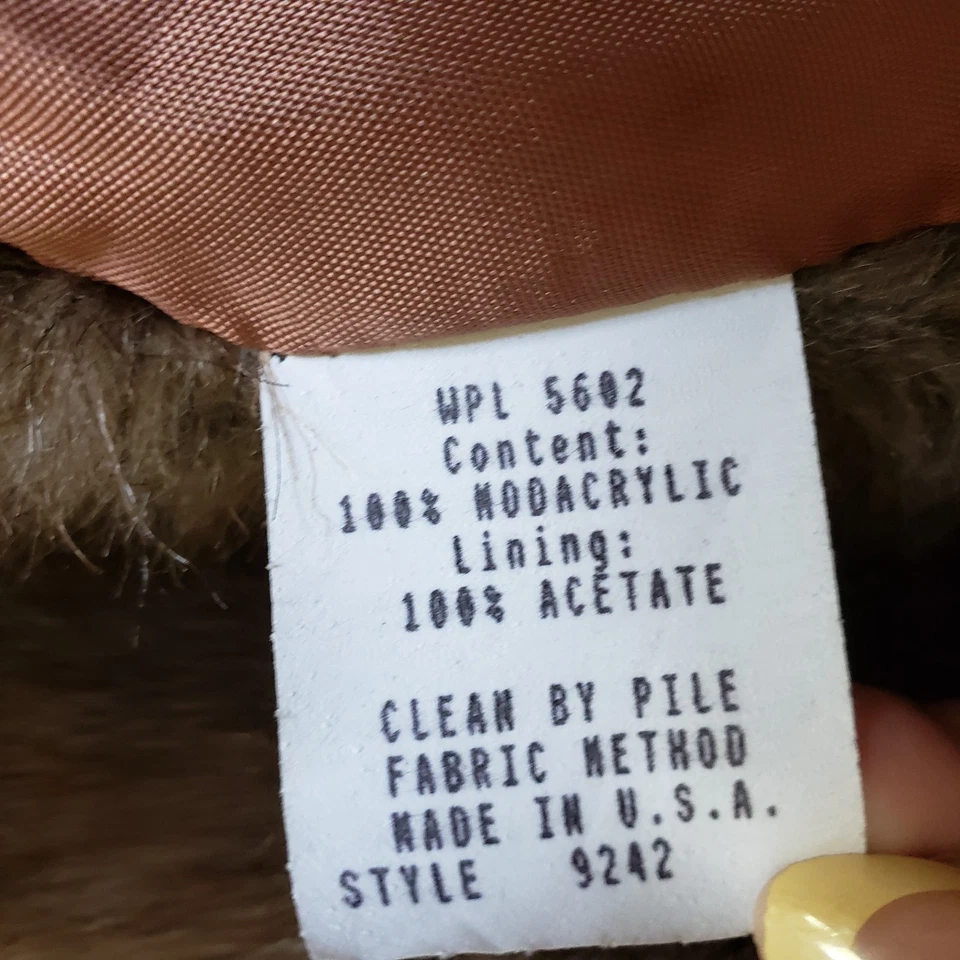 WPL 5602
Content:
100% MODACRYLIC
Lining:
100% ACETATE
CLEAN BY PILE
FABRIC METHOD
MADE IN U.S.A.
STYLE 9242